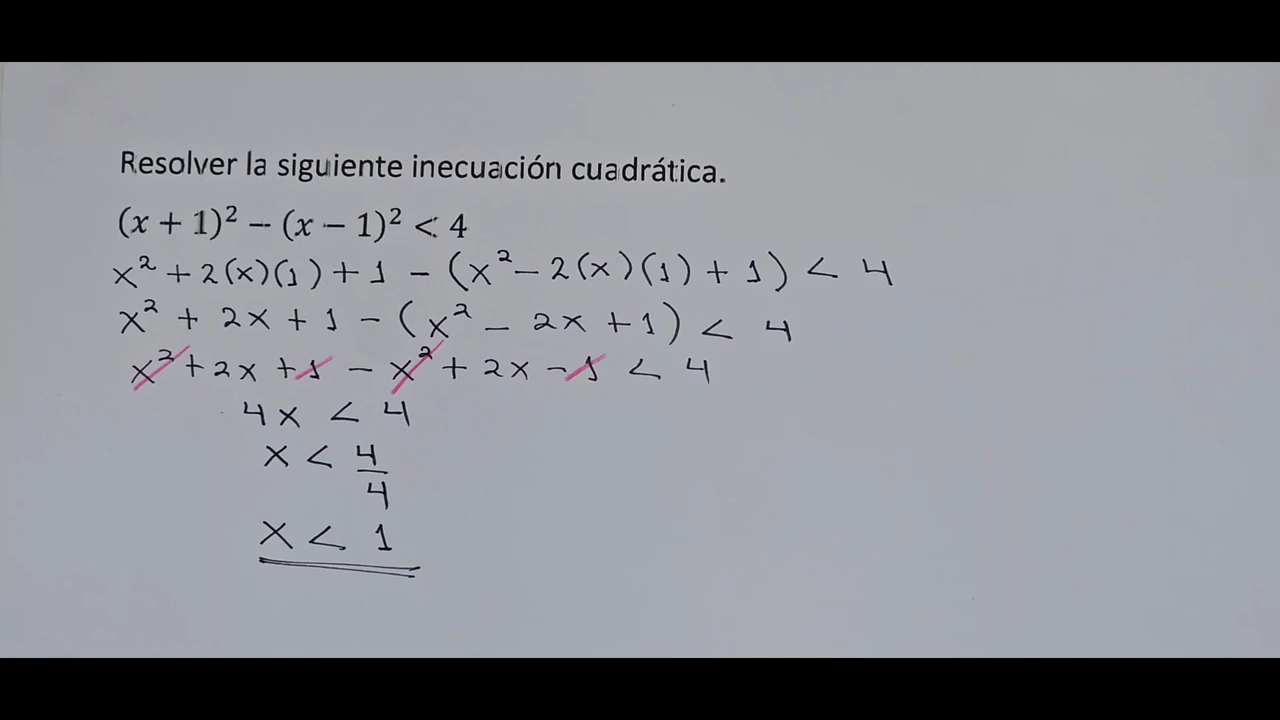 Resolver la siguiente inecuación cuadrática.
(x + 1)² − (x − 1)² < 4
x² + 2(x)(1) + 1 − (x² − 2(x)(1) + 1) < 4
x² + 2x + 1 − (x² − 2x + 1) < 4
x² + 2x + 1 − x² + 2x − 1 < 4
4x < 4
x < 4/4
x < 1